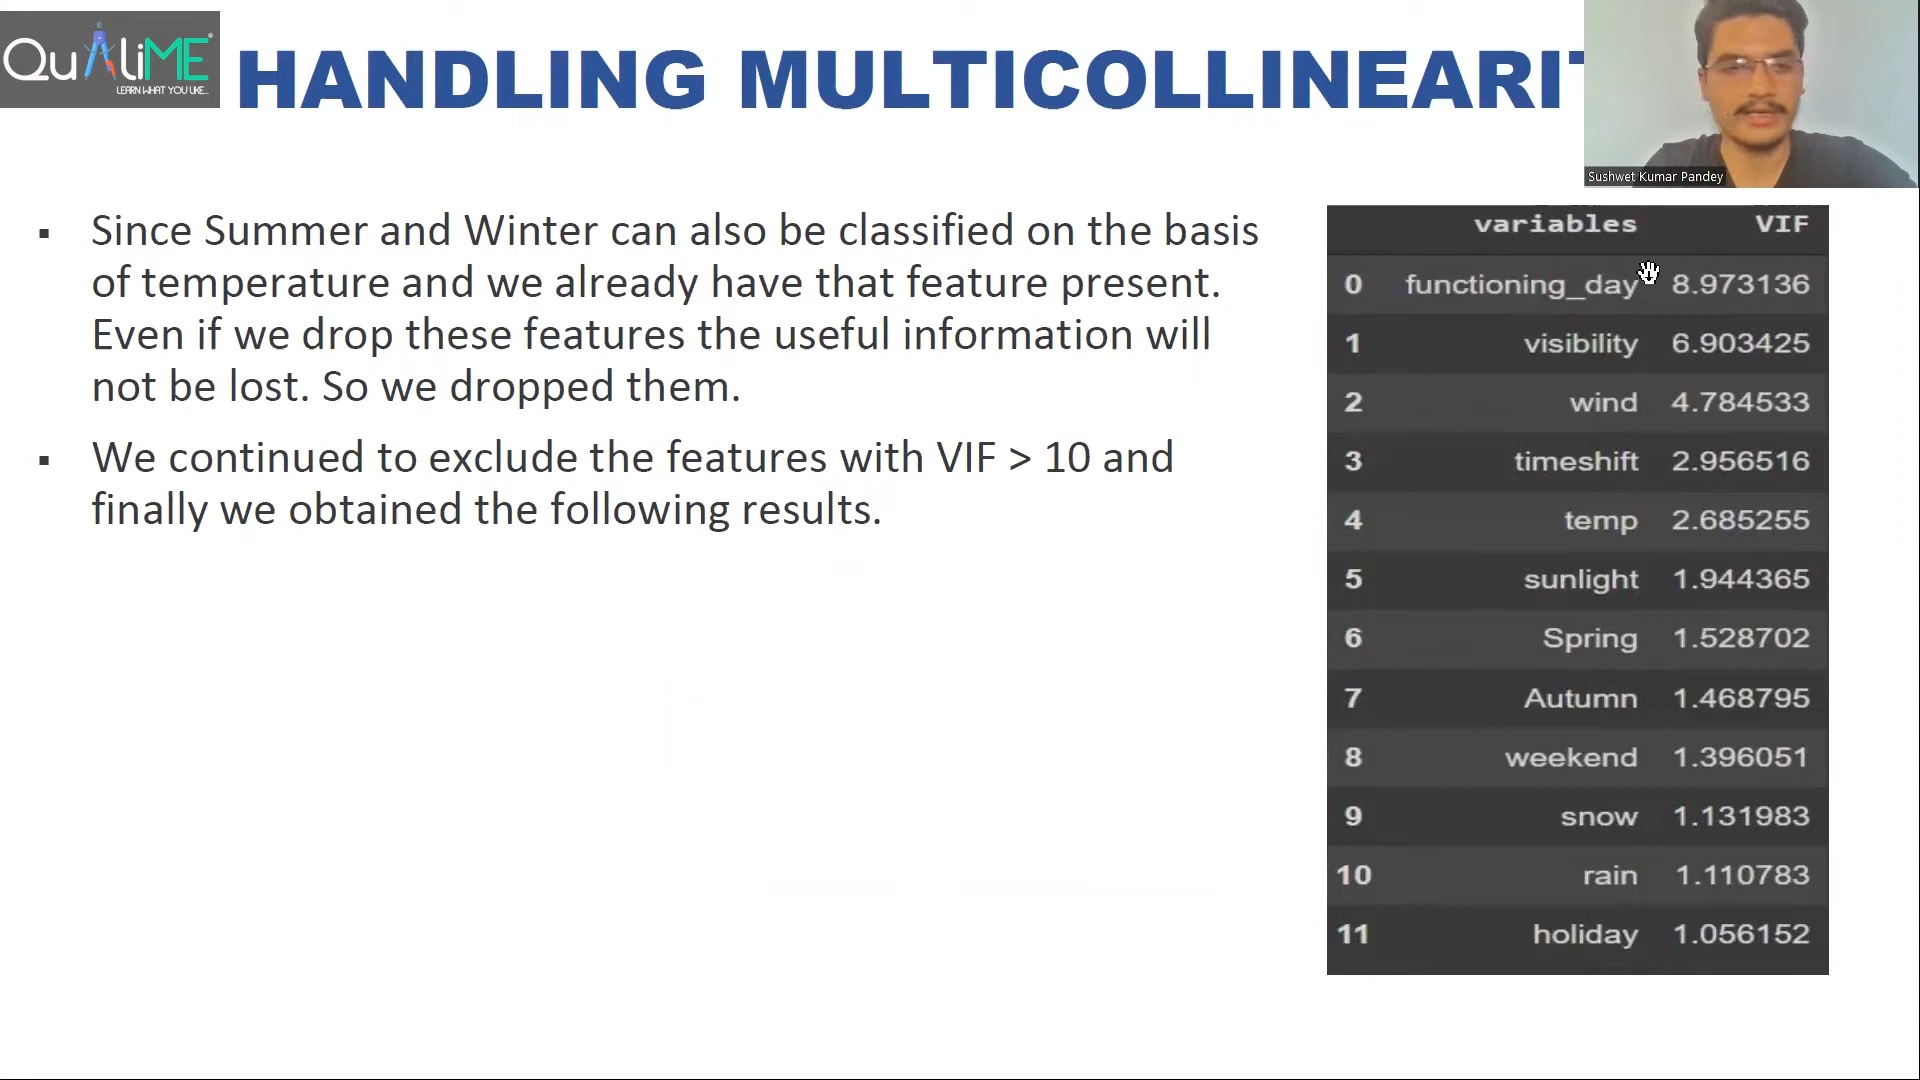 QuAliME
LEARN WHAT YOU LIKE...
HANDLING MULTICOLLINEARIT
Sushwet Kumar Pandey
▪ Since Summer and Winter can also be classified on the basis
of temperature and we already have that feature present.
Even if we drop these features the useful information will
not be lost. So we dropped them.
▪ We continued to exclude the features with VIF > 10 and
finally we obtained the following results.
variables VIF
0 functioning_day 8.973136
1 visibility 6.903425
2 wind 4.784533
3 timeshift 2.956516
4 temp 2.685255
5 sunlight 1.944365
6 Spring 1.528702
7 Autumn 1.468795
8 weekend 1.396051
9 snow 1.131983
10 rain 1.110783
11 holiday 1.056152